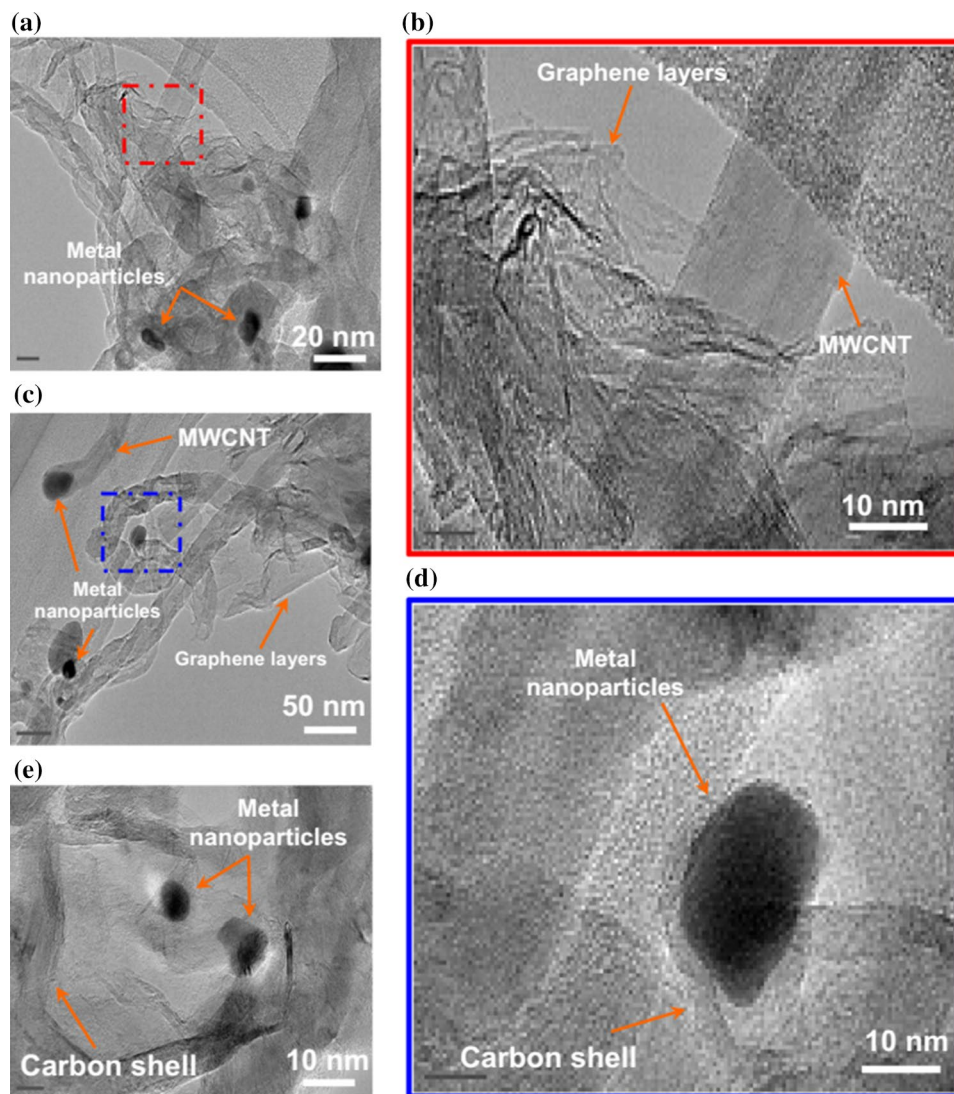 (a)
Metal
nanoparticles
20 nm
(b)
Graphene layers
MWCNT
10 nm
(c)
MWCNT
Metal
nanoparticles
Graphene layers
50 nm
(d)
Metal
nanoparticles
Carbon shell
10 nm
(e)
Metal
nanoparticles
Carbon shell
10 nm